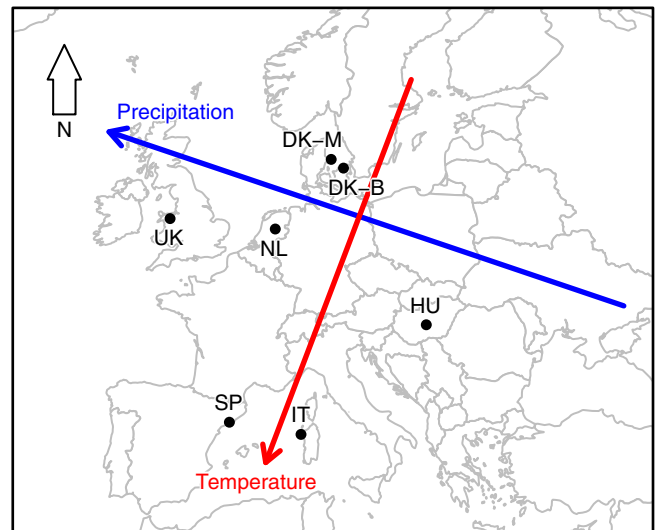 Precipitation
N
DK−M
DK−B
UK
NL
HU
SP
IT
Temperature